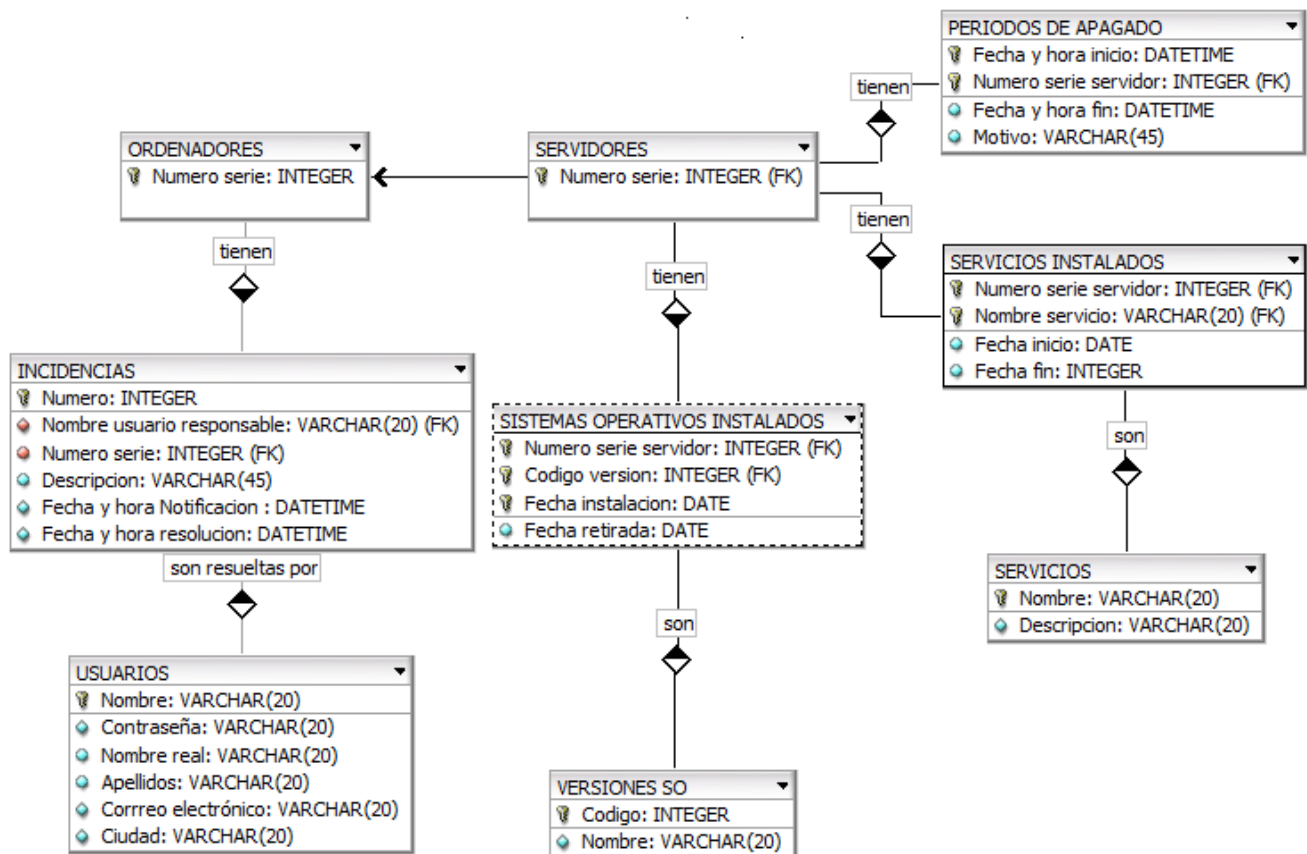 PERIODOS DE APAGADO
Fecha y hora inicio: DATETIME
Numero serie servidor: INTEGER (FK)
Fecha y hora fin: DATETIME
Motivo: VARCHAR(45)
tienen
ORDENADORES
Numero serie: INTEGER
SERVIDORES
Numero serie: INTEGER (FK)
tienen
tienen
tienen
SERVICIOS INSTALADOS
Numero serie servidor: INTEGER (FK)
Nombre servicio: VARCHAR(20) (FK)
Fecha inicio: DATE
Fecha fin: INTEGER
INCIDENCIAS
Numero: INTEGER
Nombre usuario responsable: VARCHAR(20) (FK)
Numero serie: INTEGER (FK)
Descripcion: VARCHAR(45)
Fecha y hora Notificacion : DATETIME
Fecha y hora resolucion: DATETIME
SISTEMAS OPERATIVOS INSTALADOS
Numero serie servidor: INTEGER (FK)
Codigo version: INTEGER (FK)
Fecha instalacion: DATE
Fecha retirada: DATE
son
son resueltas por
SERVICIOS
Nombre: VARCHAR(20)
Descripcion: VARCHAR(20)
son
USUARIOS
Nombre: VARCHAR(20)
Contraseña: VARCHAR(20)
Nombre real: VARCHAR(20)
Apellidos: VARCHAR(20)
Corrreo electrónico: VARCHAR(20)
Ciudad: VARCHAR(20)
VERSIONES SO
Codigo: INTEGER
Nombre: VARCHAR(20)